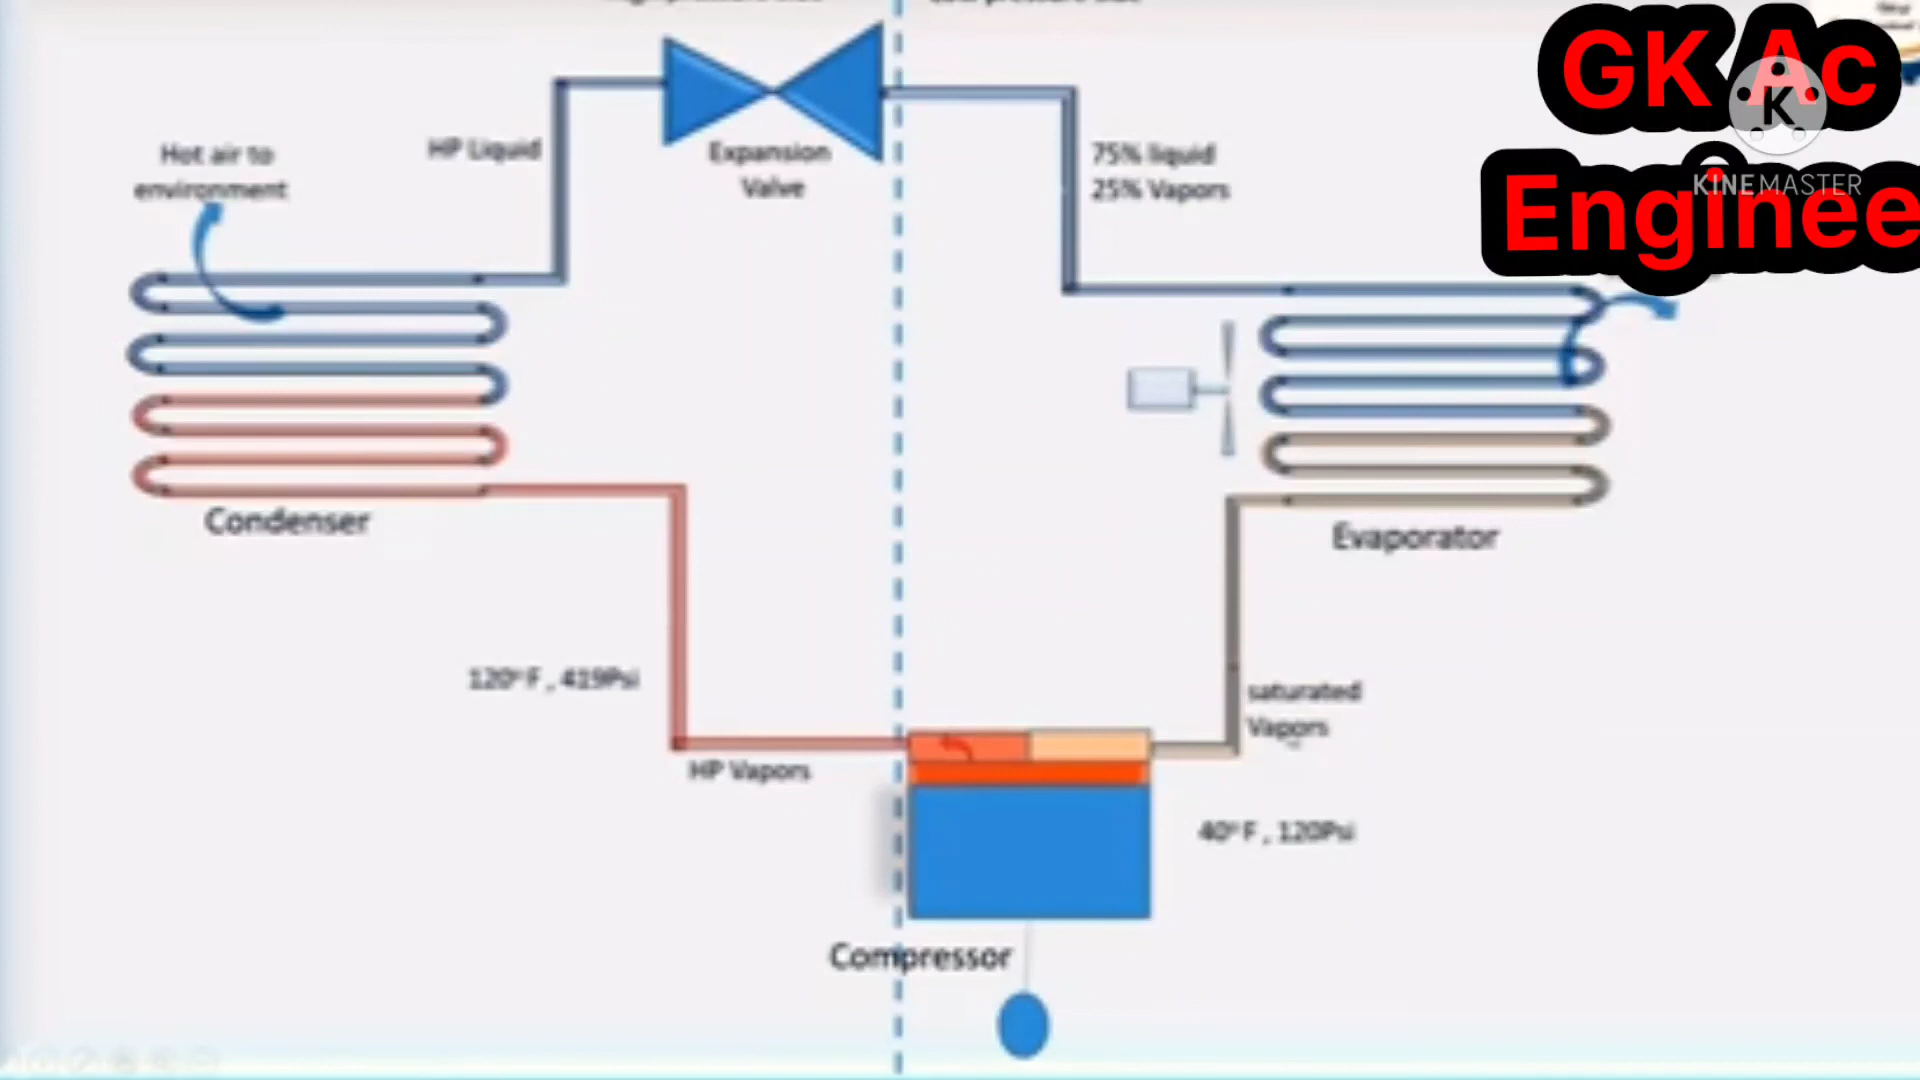 GK Ac
Enginee
KINEMASTER
Hot air to
environment
HP Liquid
Expansion
Valve
75% liquid
25% Vapors
Condenser
Evaporator
120° F , 419Psi
HP Vapors
saturated
Vapors
40° F , 120Psi
Compressor